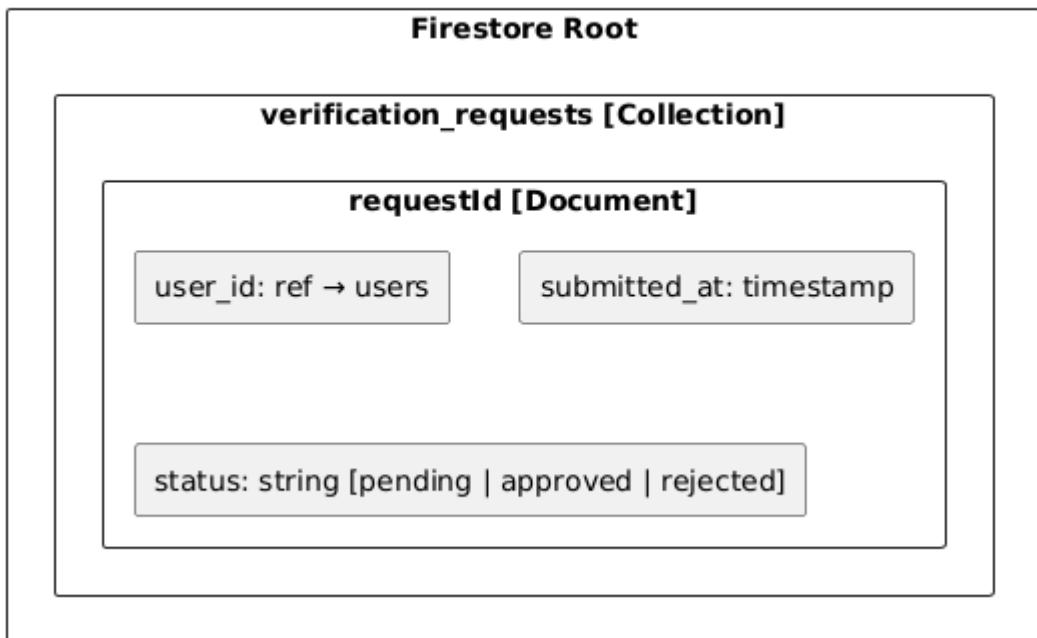 Firestore Root
verification_requests [Collection]
requestId [Document]
user_id: ref → users
submitted_at: timestamp
status: string [pending | approved | rejected]